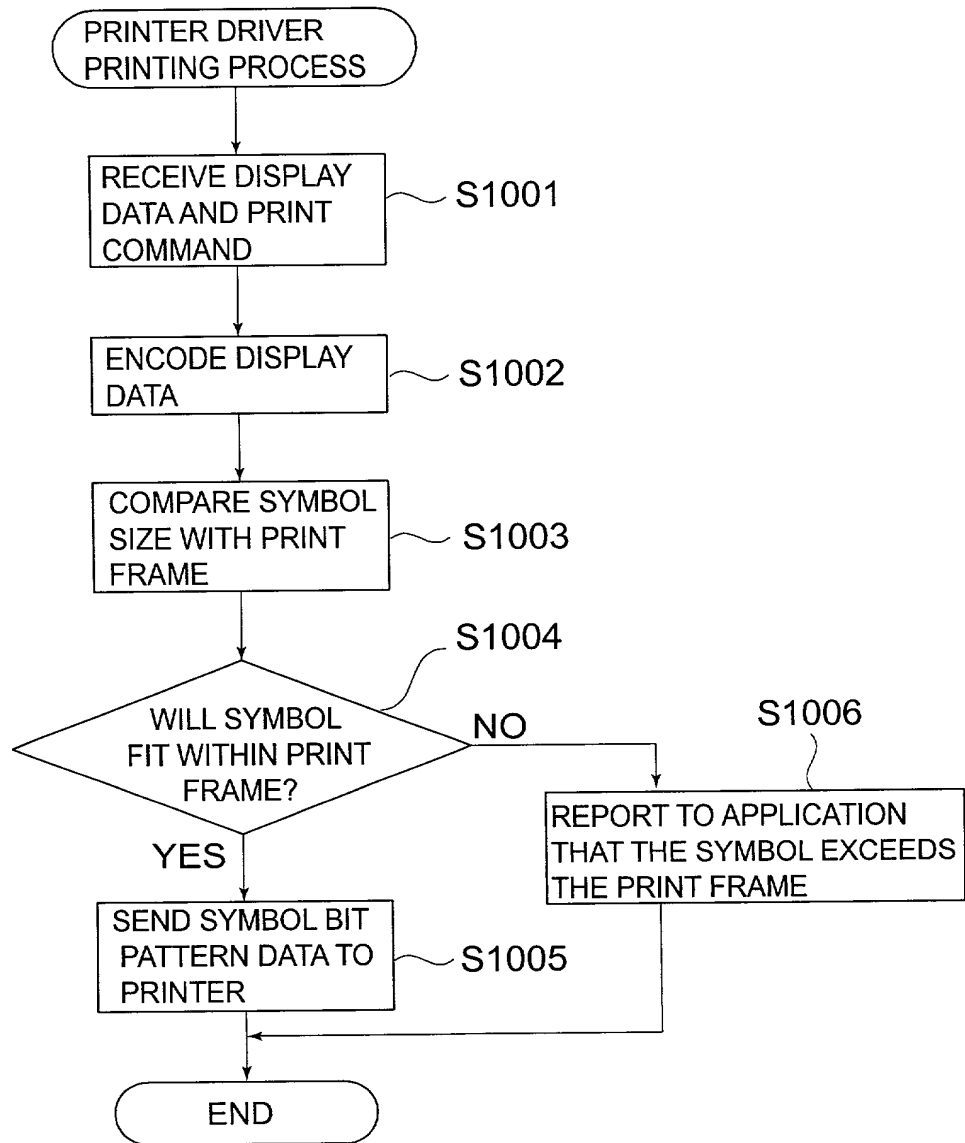 PRINTER DRIVER
PRINTING PROCESS
RECEIVE DISPLAY
DATA AND PRINT
COMMAND
S1001
ENCODE DISPLAY
DATA
S1002
COMPARE SYMBOL
SIZE WITH PRINT
FRAME
S1003
S1004
WILL SYMBOL
FIT WITHIN PRINT
FRAME?
NO
YES
S1006
REPORT TO APPLICATION
THAT THE SYMBOL EXCEEDS
THE PRINT FRAME
SEND SYMBOL BIT
PATTERN DATA TO
PRINTER
S1005
END